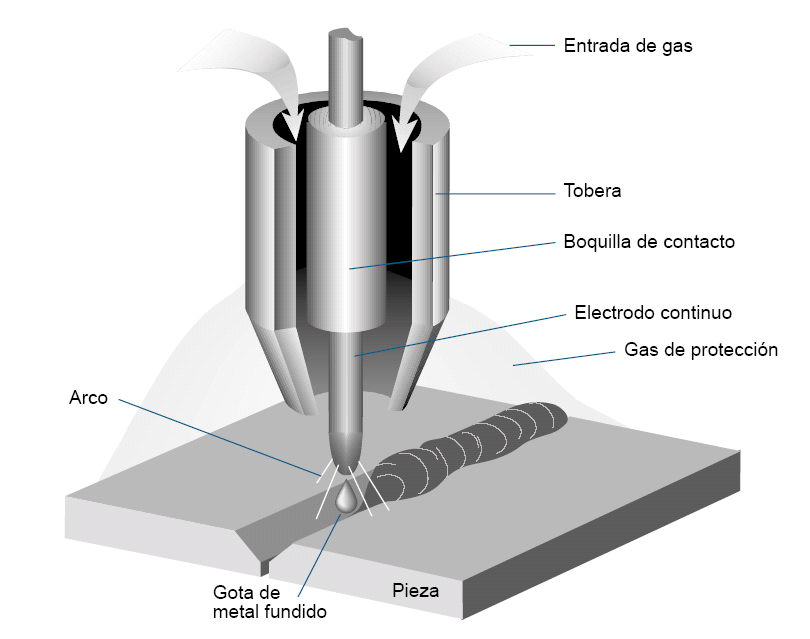 Entrada de gas
Tobera
Boquilla de contacto
Electrodo continuo
Gas de protección
Arco
Gota de
metal fundido
Pieza